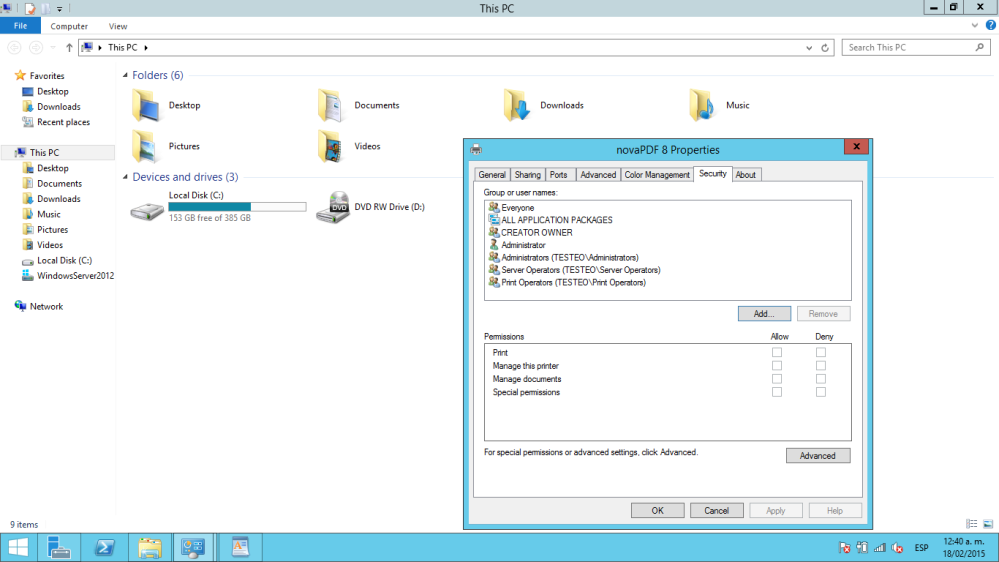 This PC
File Computer View
This PC
Search This PC
Favorites
Desktop
Downloads
Recent places
This PC
Desktop
Documents
Downloads
Music
Pictures
Videos
Local Disk (C:)
WindowsServer2012
Network
Folders (6)
Desktop
Documents
Downloads
Music
Pictures
Videos
Devices and drives (3)
Local Disk (C:)
153 GB free of 385 GB
DVD
DVD RW Drive (D:)
novaPDF 8 Properties
General Sharing Ports Advanced Color Management Security About
Group or user names:
Everyone
ALL APPLICATION PACKAGES
CREATOR OWNER
Administrator
Administrators (TESTEO\Administrators)
Server Operators (TESTEO\Server Operators)
Print Operators (TESTEO\Print Operators)
Add... Remove
Permissions Allow Deny
Print
Manage this printer
Manage documents
Special permissions
For special permissions or advanced settings, click Advanced.
Advanced
OK Cancel Apply Help
9 items
ESP
12:40 a. m.
18/02/2015